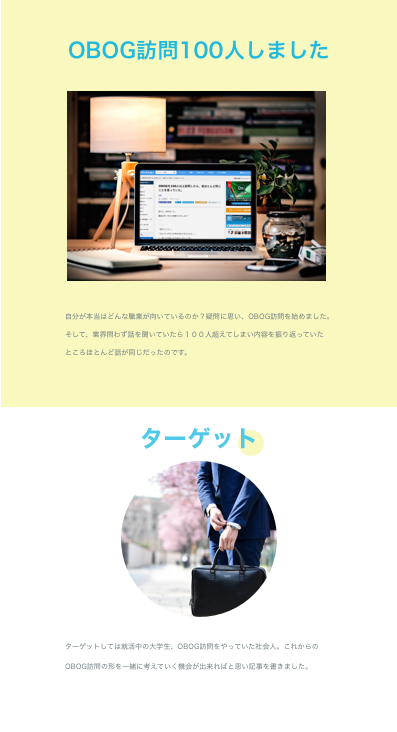 OBOG訪問100人しました
自分が本当はどんな職業が向いているのか？疑問に思い、OBOG訪問を始めました。
そして、業界問わず話を聞いていたら１００人超えてしまい内容を振り返っていた
ところほとんど話が同じだったのです。
ターゲット
ターゲットしては就活中の大学生、OBOG訪問をやっていた社会人。これからの
OBOG訪問の形を一緒に考えていく機会が出来ればと思い記事を書きました。